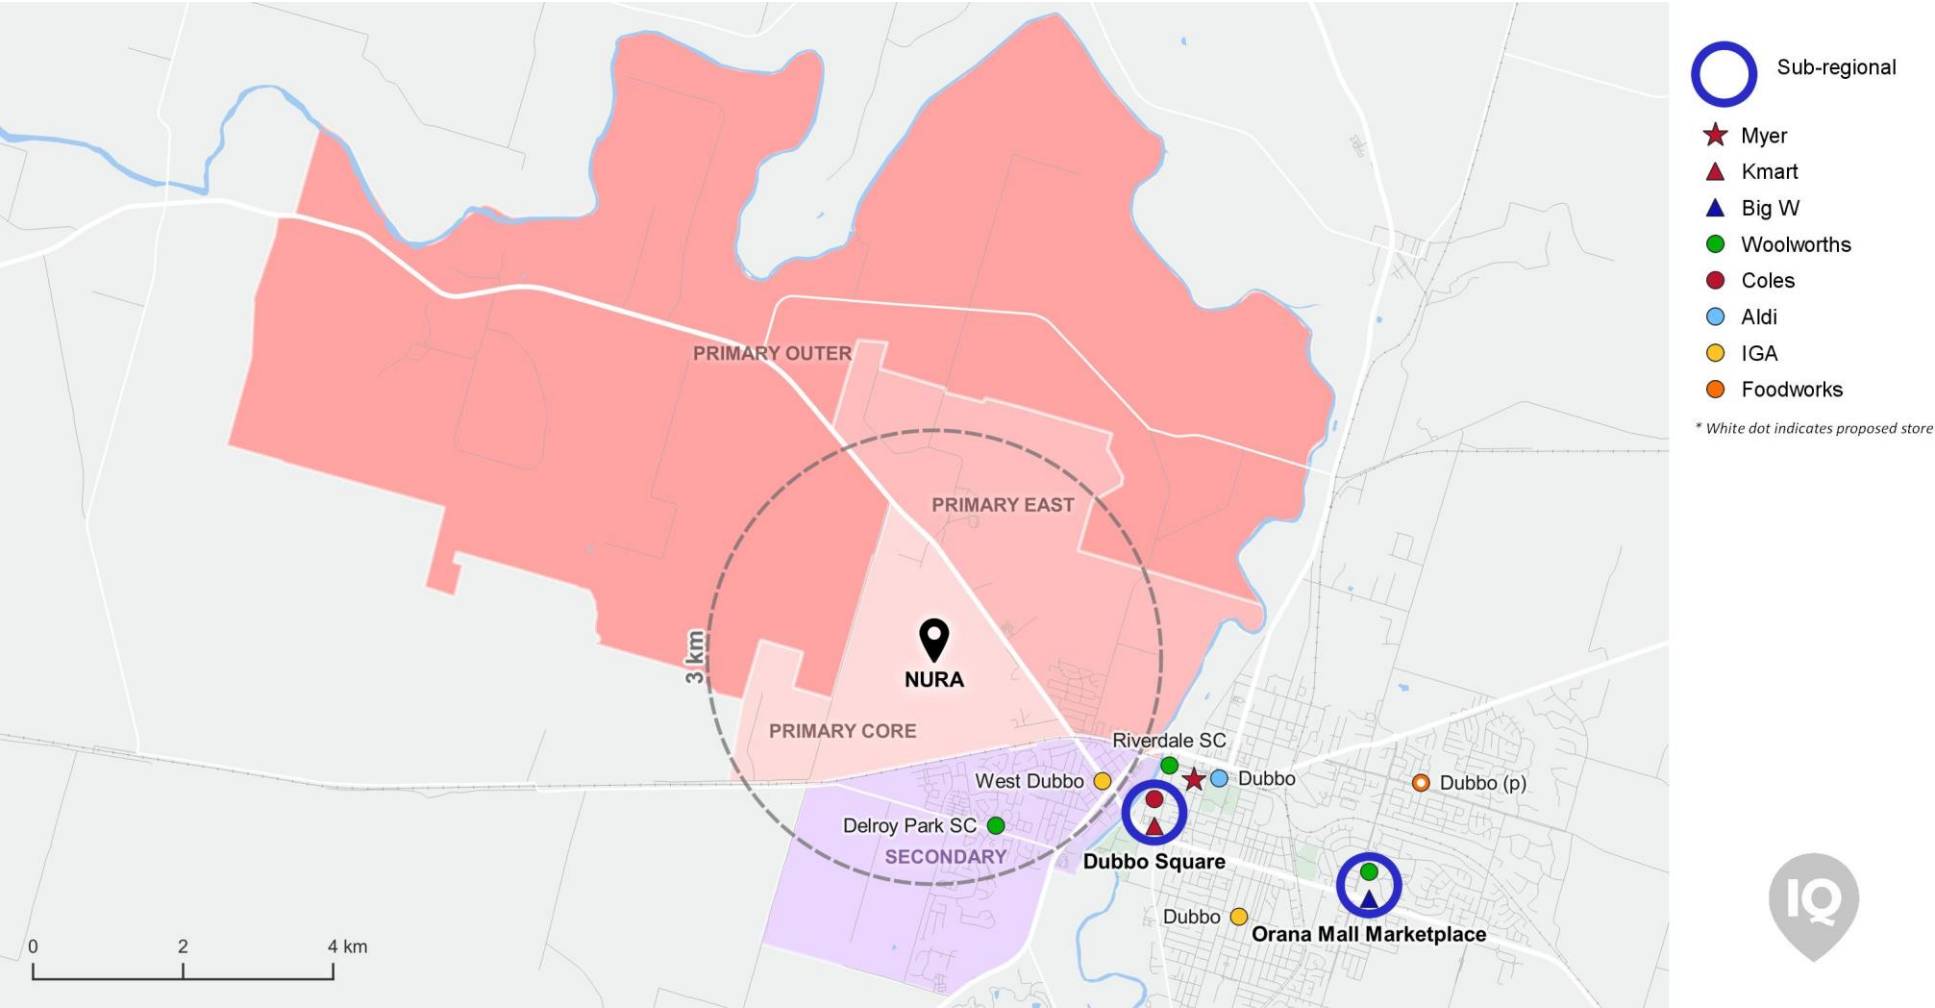 PRIMARY OUTER
PRIMARY EAST
3 km
NURA
PRIMARY CORE
Riverdale SC
West Dubbo
Dubbo
Dubbo (p)
Delroy Park SC
SECONDARY
Dubbo Square
Dubbo
Orana Mall Marketplace
0 2 4 km
Sub-regional
Myer
Kmart
Big W
Woolworths
Coles
Aldi
IGA
Foodworks
* White dot indicates proposed store
IQ